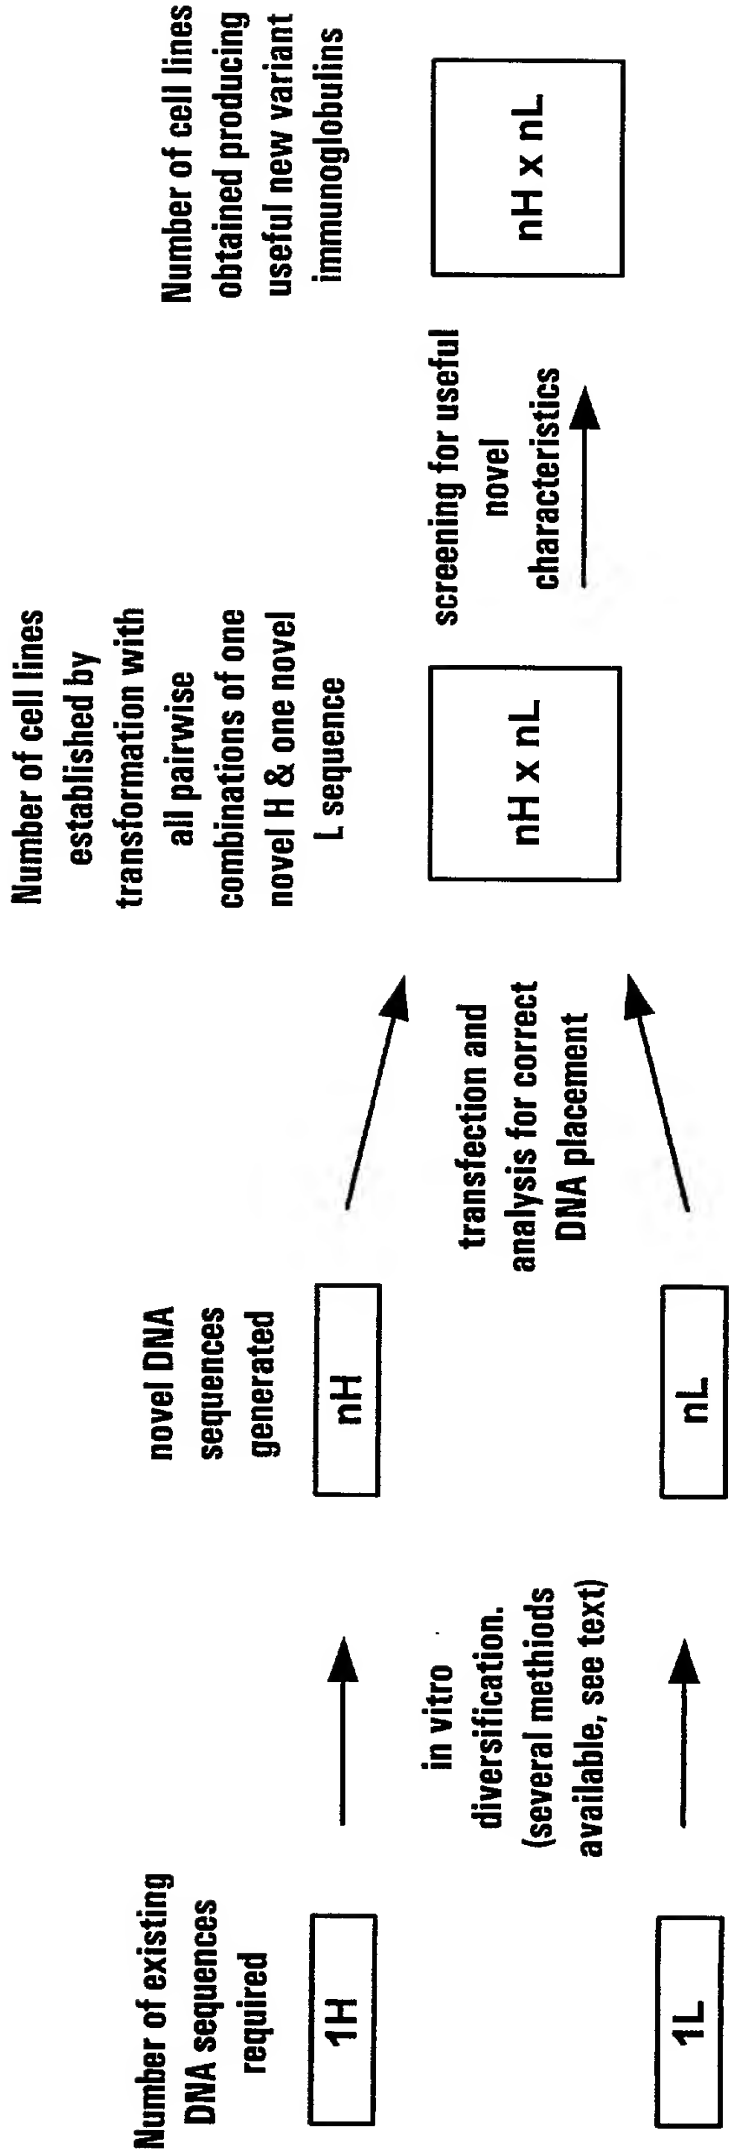 Number of existing
DNA sequences
required
1H
1L
in vitro
diversification.
(several methiods
available, see text)
novel DNA
sequences
generated
nH
nL
transfection and
analysis for correct
DNA placement
Number of cell lines
established by
transformation with
all pairwise
combinations of one
novel H & one novel
L sequence
nH x nL
screening for useful
novel
characteristics
Number of cell lines
obtained producing
useful new variant
immunoglobulins
nH x nL